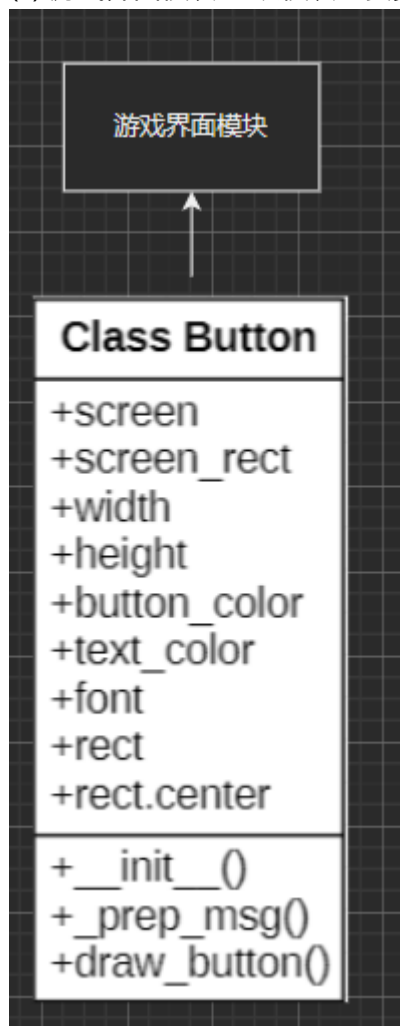 游戏界面模块
Class Button
+screen
+screen_rect
+width
+height
+button_color
+text_color
+font
+rect
+rect.center
+__init__()
+_prep_msg()
+draw_button()